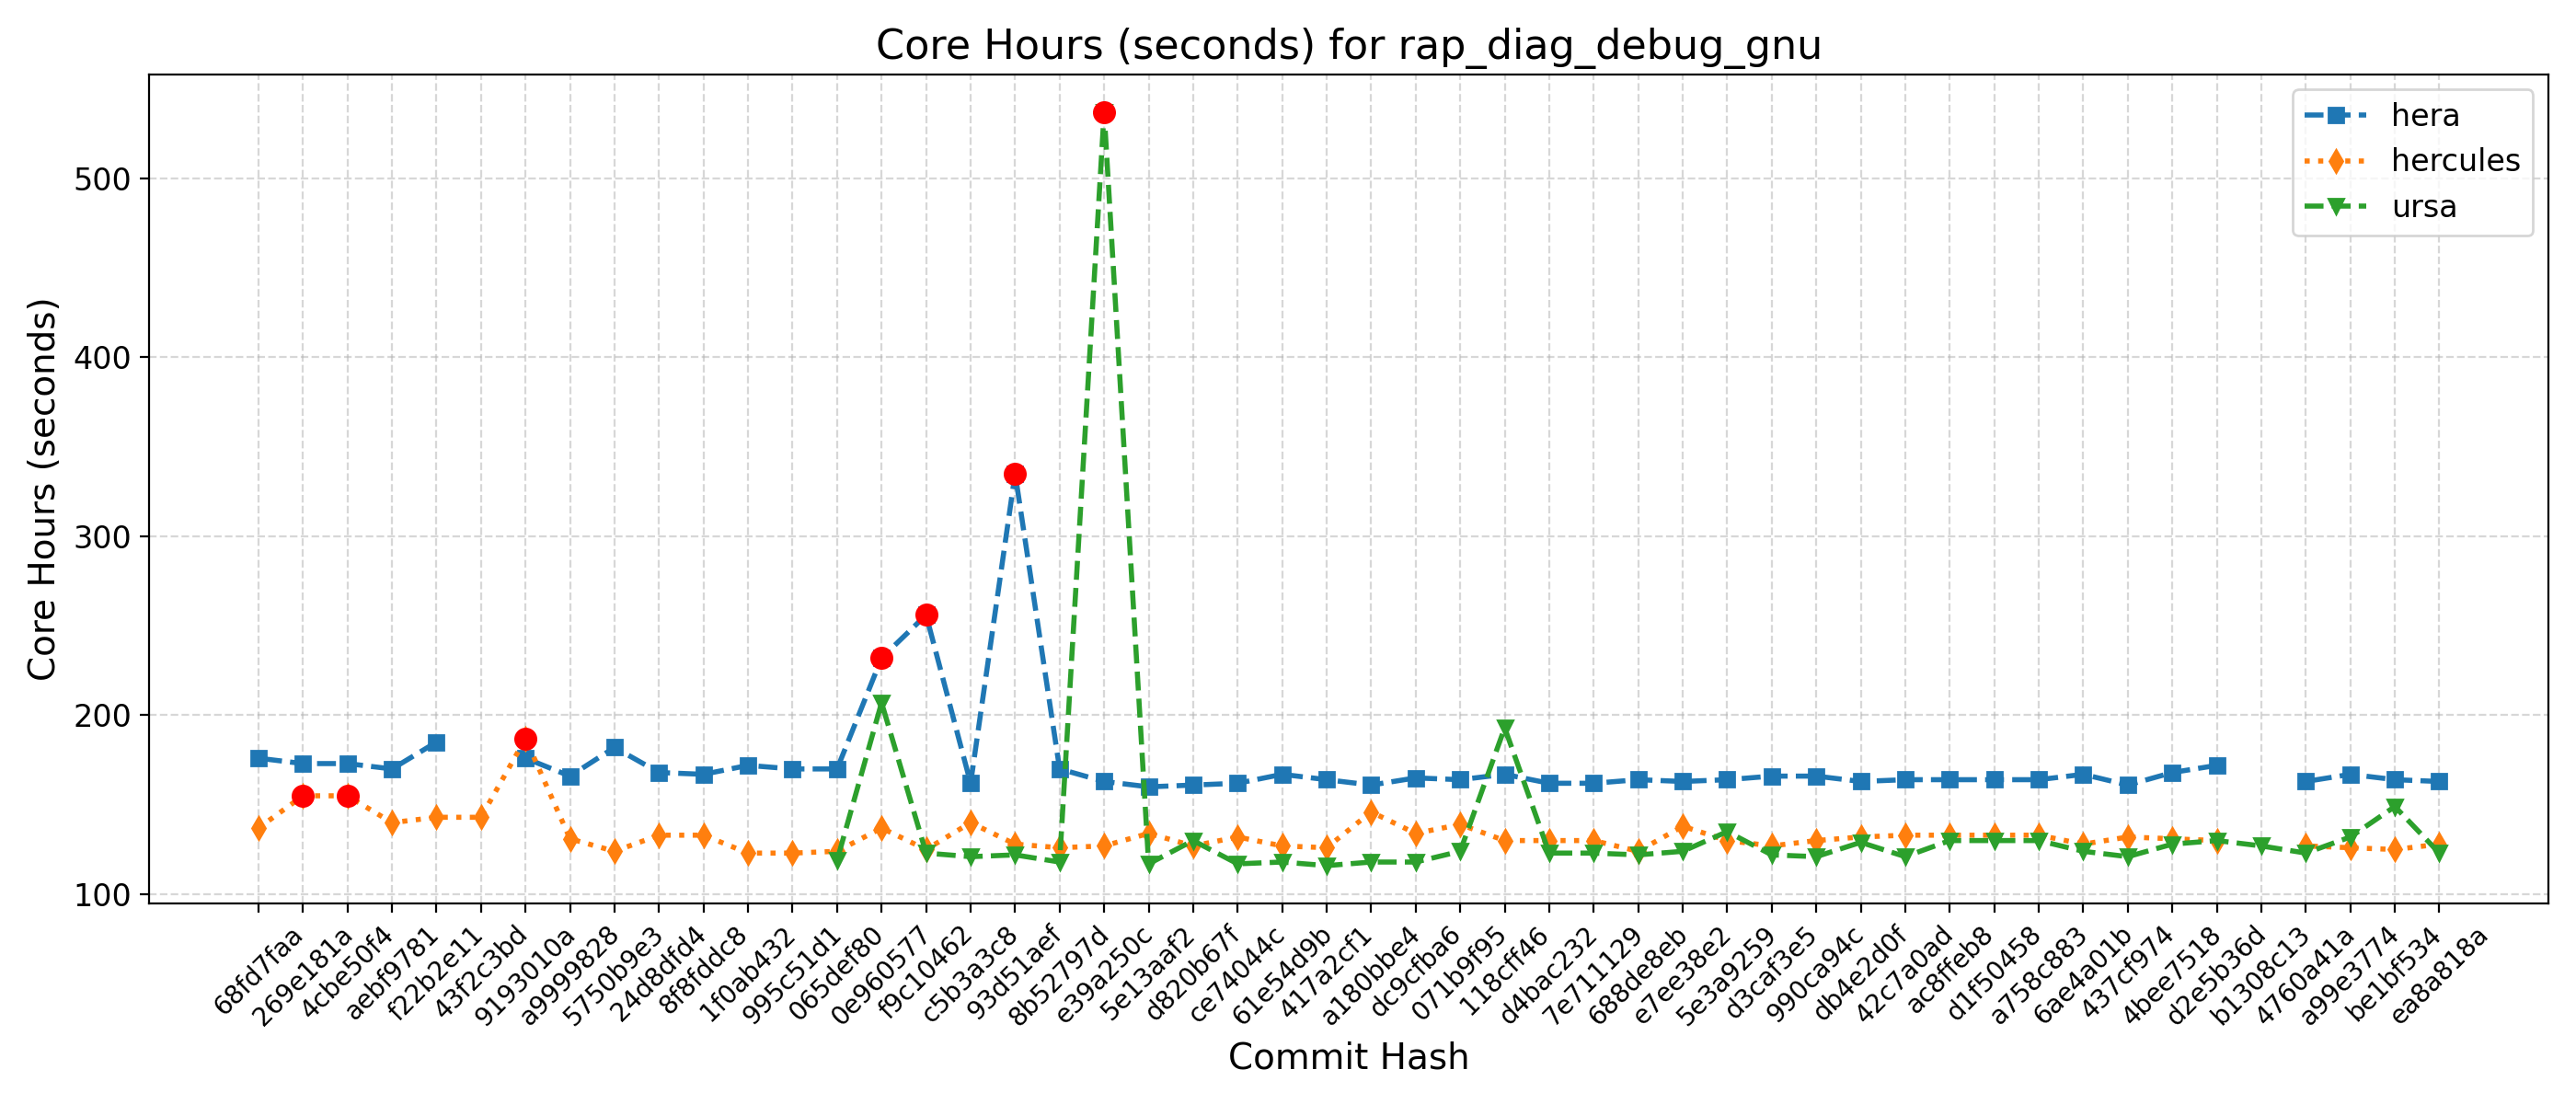 Core Hours (seconds) for rap_diag_debug_gnu
hera
hercules
ursa
Core Hours (seconds)
500
400
300
200
100
68fd7faa
269e181a
4cbe50f4
aebf9781
f22b2e11
43f2c3bd
9193010a
a9999828
5750b9e3
24d8dfd4
8f8fddc8
1f0ab432
995c51d1
065def80
0e960577
f9c10462
c5b3a3c8
93d51aef
8b52797d
e39a250c
5e13aaf2
d820b67f
ce74044c
61e54d9b
417a2cf1
a180bbe4
dc9cfba6
071b9f95
118cff46
d4bac232
7e711129
688de8eb
e7ee38e2
5e3a9259
d3caf3e5
990ca94c
db4e2d0f
42c7a0ad
ac8ffeb8
d1f50458
a758c883
6ae4a01b
437cf974
4bee7518
d2e5b36d
b1308c13
4760a41a
a99e3774
be1bf534
ea8a818a
Commit Hash